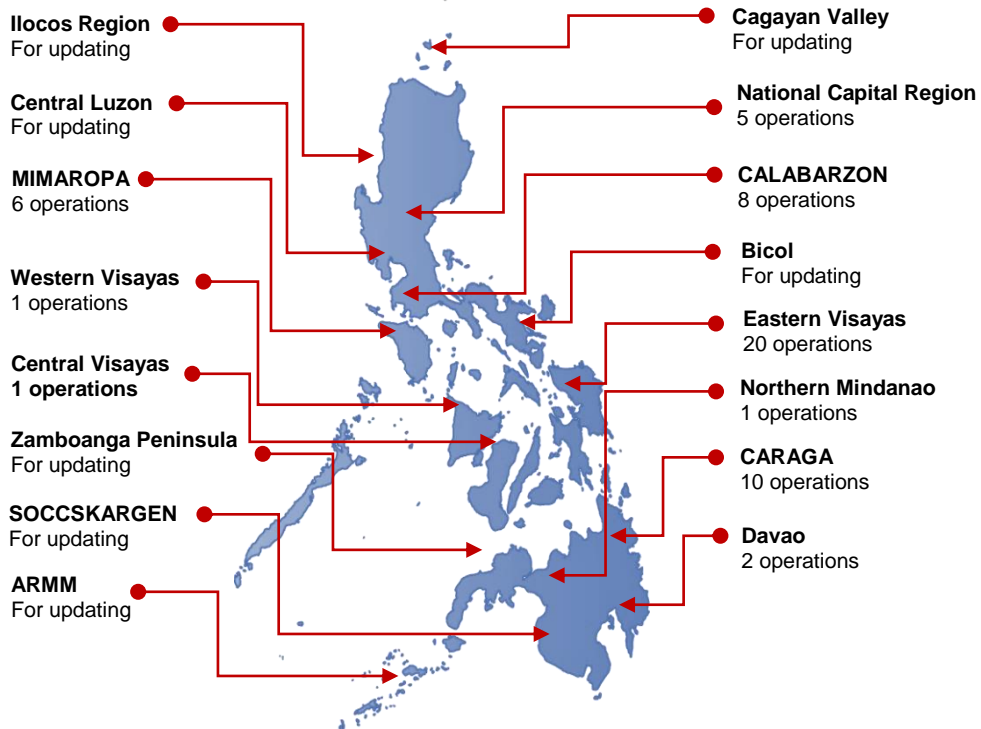 Ilocos Region
For updating
Central Luzon
For updating
MIMAROPA
6 operations
Western Visayas
1 operations
Central Visayas
1 operations
Zamboanga Peninsula
For updating
SOCCSKARGEN
For updating
ARMM
For updating
Cagayan Valley
For updating
National Capital Region
5 operations
CALABARZON
8 operations
Bicol
For updating
Eastern Visayas
20 operations
Northern Mindanao
1 operations
CARAGA
10 operations
Davao
2 operations